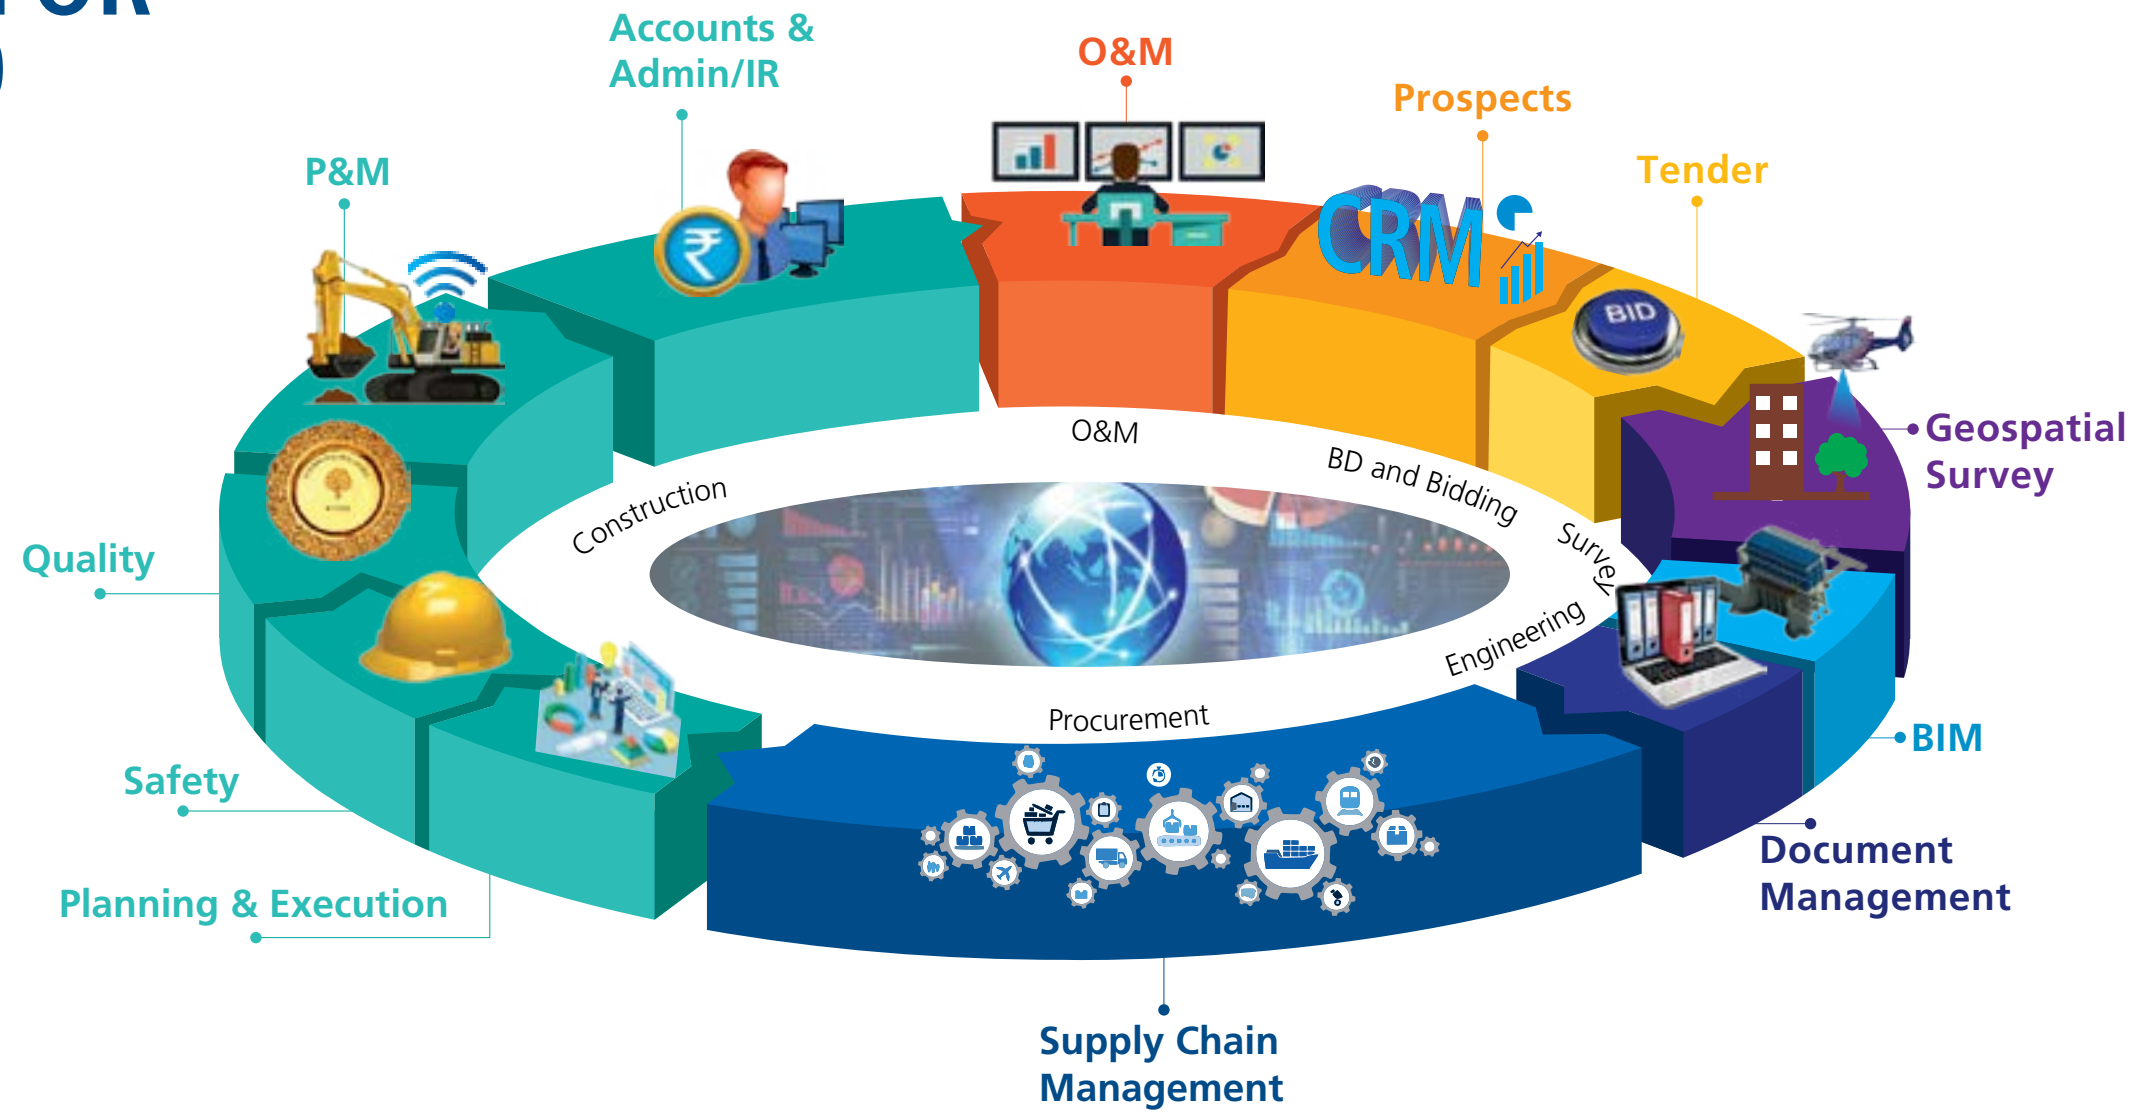 Accounts &
Admin/IR
O&M
Prospects
Tender
P&M
CRM
BID
Geospatial
Survey
O&M
BD and Bidding
Construction
Survey
Quality
Engineering
Procurement
BIM
Safety
Document
Management
Planning & Execution
Supply Chain
Management